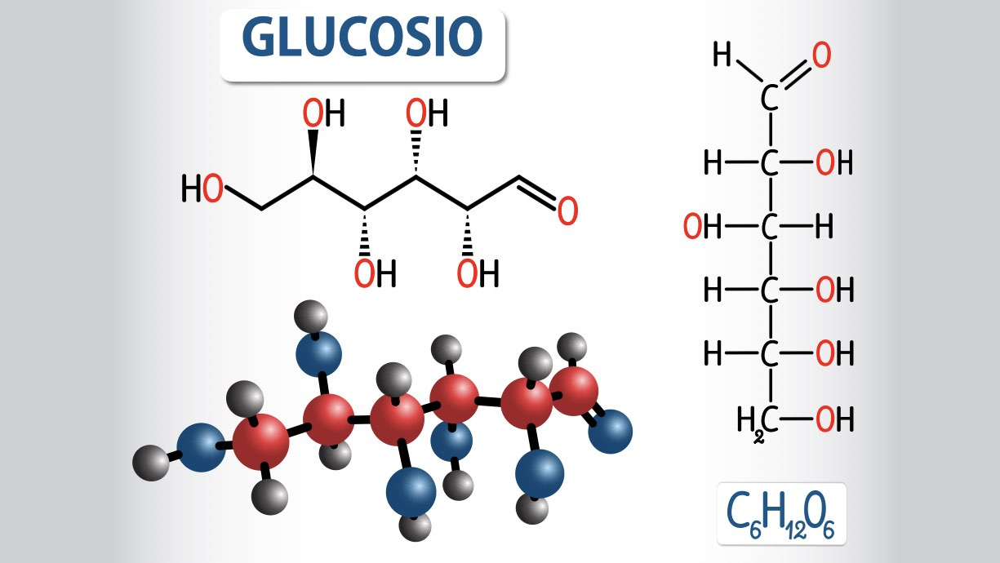 GLUCOSIO
OH OH
HO
O
OH OH
H O
C
H C OH
OH C H
H C OH
H C OH
H₂C OH
C₆H₁₂O₆